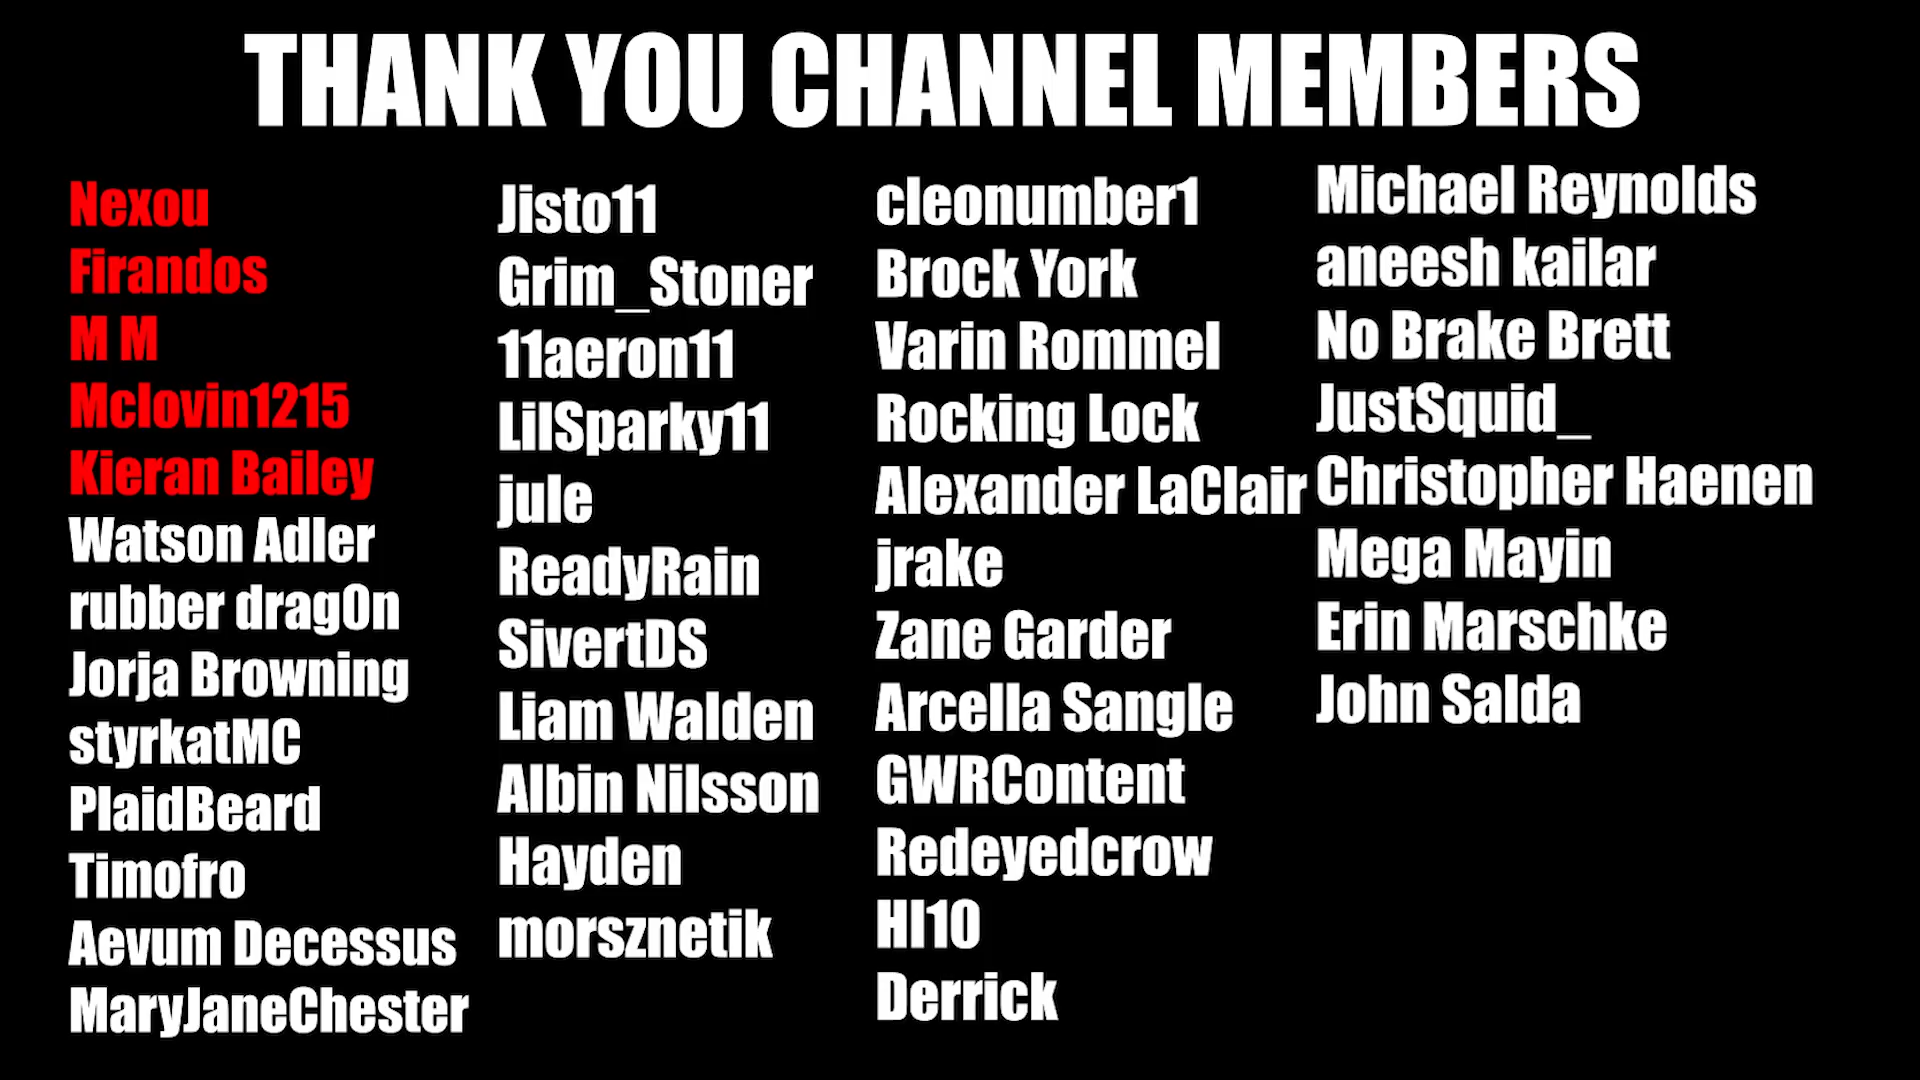 THANK YOU CHANNEL MEMBERS
Nexou
Firandos
M M
Mclovin1215
Kieran Bailey
Watson Adler
rubber drag0n
Jorja Browning
styrkatMC
PlaidBeard
Timofro
Aevum Decessus
MaryJaneChester
Jisto11
Grim_Stoner
11aeron11
LilSparky11
jule
ReadyRain
SivertDS
Liam Walden
Albin Nilsson
Hayden
morsznetik
cleonumber1
Brock York
Varin Rommel
Rocking Lock
Alexander LaClair
jrake
Zane Garder
Arcella Sangle
GWRContent
Redeyedcrow
HI10
Derrick
Michael Reynolds
aneesh kailar
No Brake Brett
JustSquid_
Christopher Haenen
Mega Mayin
Erin Marschke
John Salda